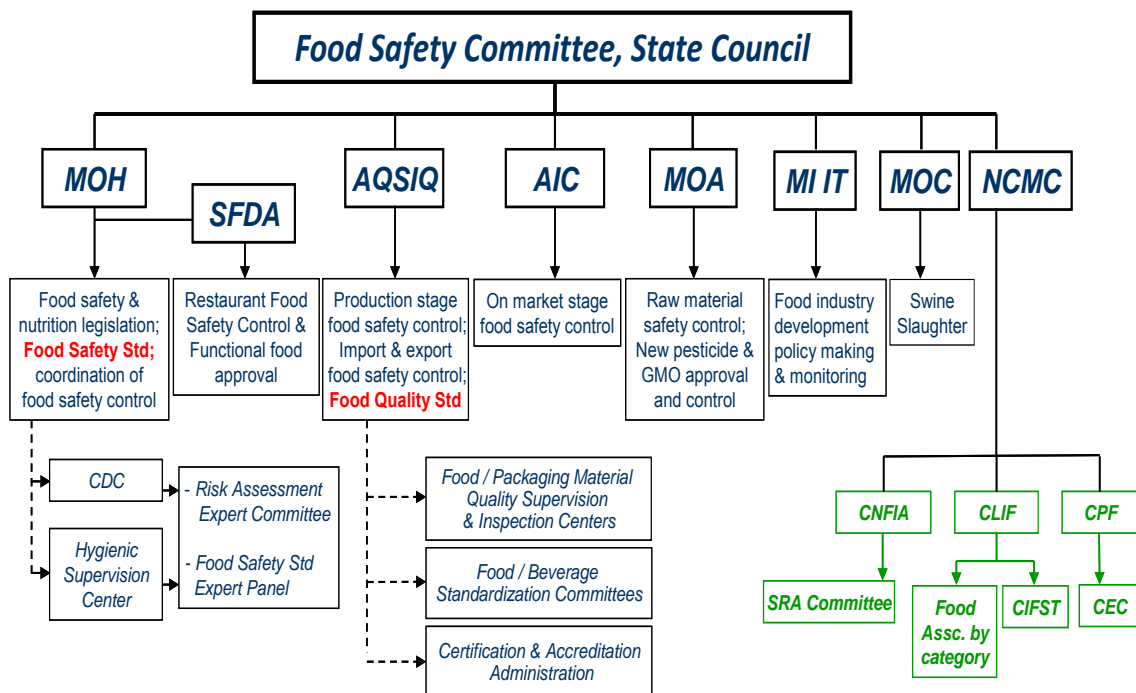 Food Safety Committee, State Council
MOH
SFDA
AQSIQ
AIC
MOA
MI IT
MOC
NCMC
Food safety &
nutrition legislation;
Food Safety Std;
coordination of
food safety control
Restaurant Food
Safety Control &
Functional food
approval
Production stage
food safety control;
Import & export
food safety control;
Food Quality Std
On market stage
food safety control
Raw material
safety control;
New pesticide &
GMO approval
and control
Food industry
development
policy making
& monitoring
Swine
Slaughter
CDC
Hygienic
Supervision
Center
- Risk Assessment
Expert Committee
- Food Safety Std
Expert Panel
Food / Packaging Material
Quality Supervision
& Inspection Centers
Food / Beverage
Standardization Committees
Certification & Accreditation
Administration
CNFIA
CLIF
CPF
SRA Committee
Food
Assc. by
category
CIFST
CEC